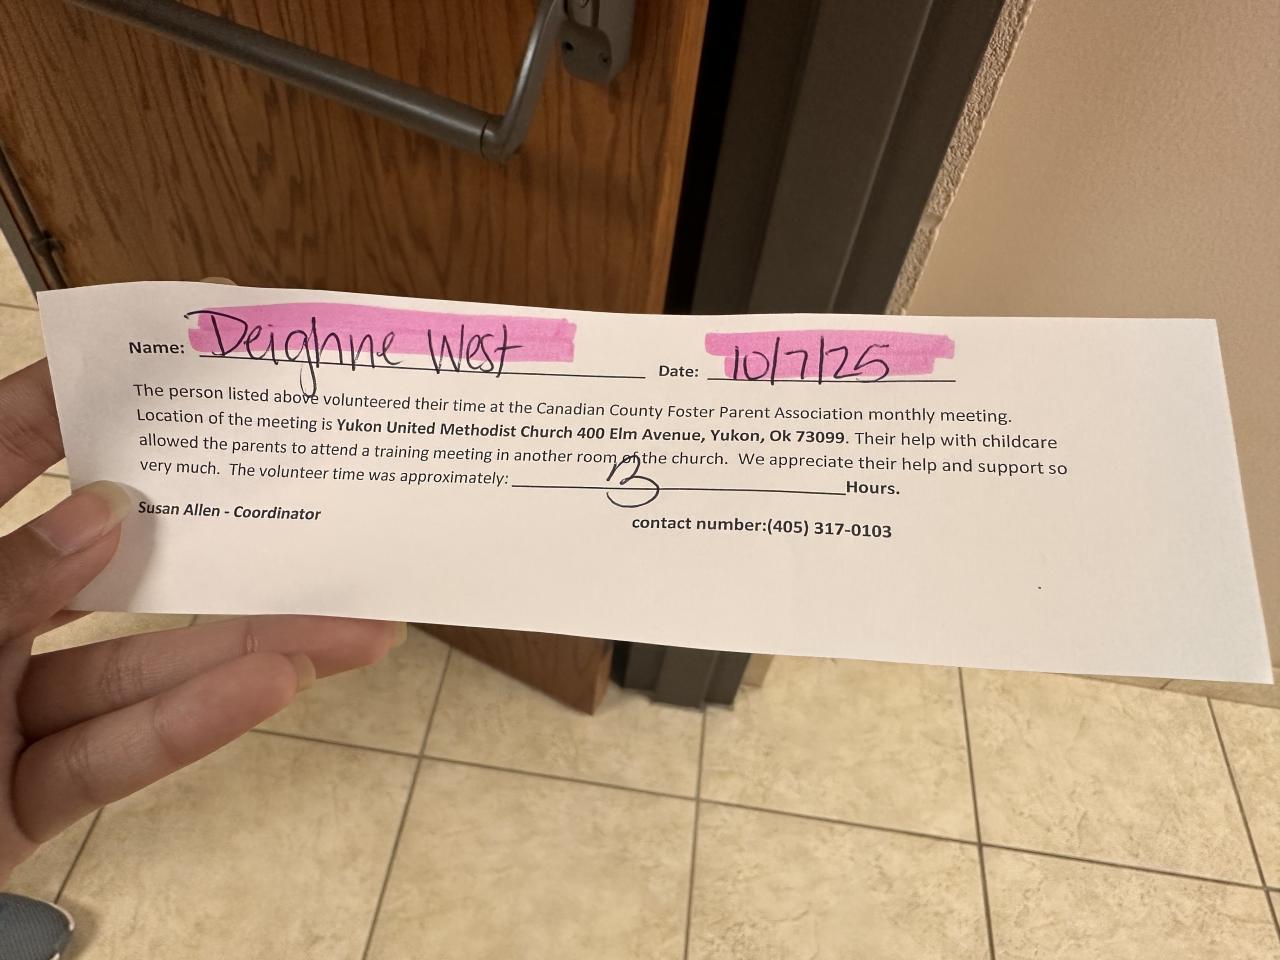 Name: Deighne West Date: 10/7/25
The person listed above volunteered their time at the Canadian County Foster Parent Association monthly meeting.
Location of the meeting is Yukon United Methodist Church 400 Elm Avenue, Yukon, Ok 73099. Their help with childcare
allowed the parents to attend a training meeting in another room of the church. We appreciate their help and support so
very much. The volunteer time was approximately: 3 Hours.
Susan Allen - Coordinator contact number:(405) 317-0103